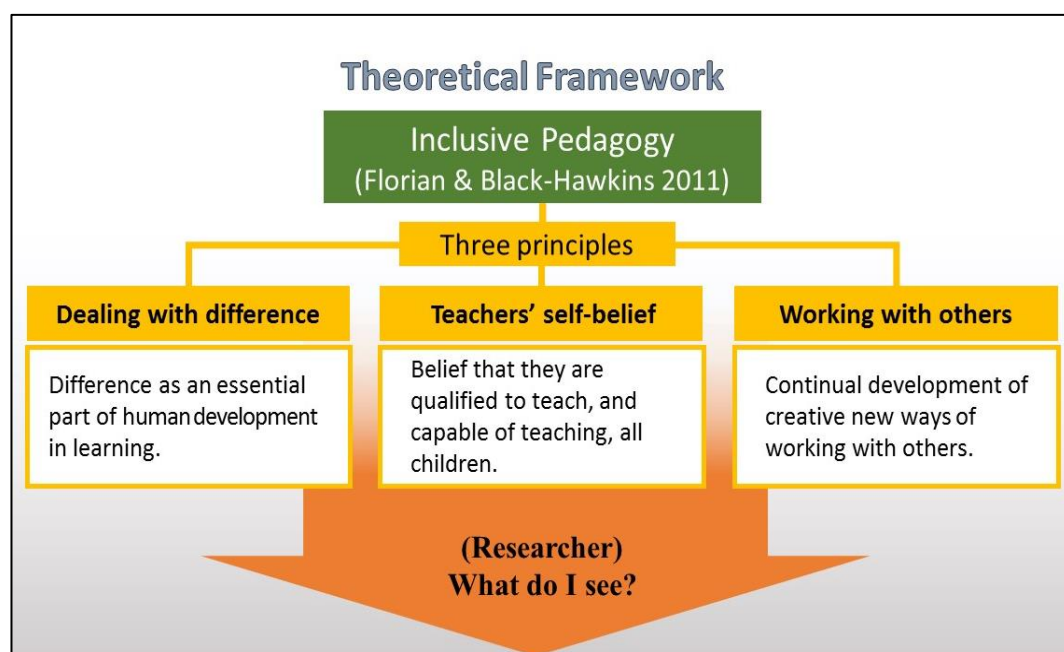 Theoretical Framework
Inclusive Pedagogy
(Florian & Black-Hawkins 2011)
Three principles
Dealing with difference
Difference as an essential
part of human development
in learning.
Teachers’ self-belief
Belief that they are
qualified to teach, and
capable of teaching, all
children.
Working with others
Continual development of
creative new ways of
working with others.
(Researcher)
What do I see?